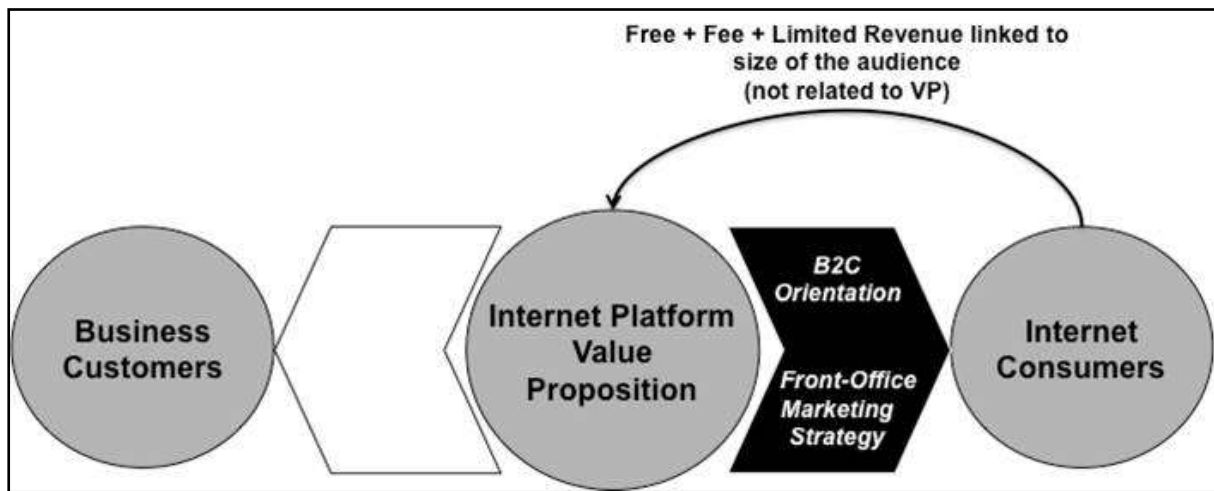 Free + Fee + Limited Revenue linked to
size of the audience
(not related to VP)
Business
Customers
Internet Platform
Value
Proposition
B2C
Orientation
Front-Office
Marketing
Strategy
Internet
Consumers